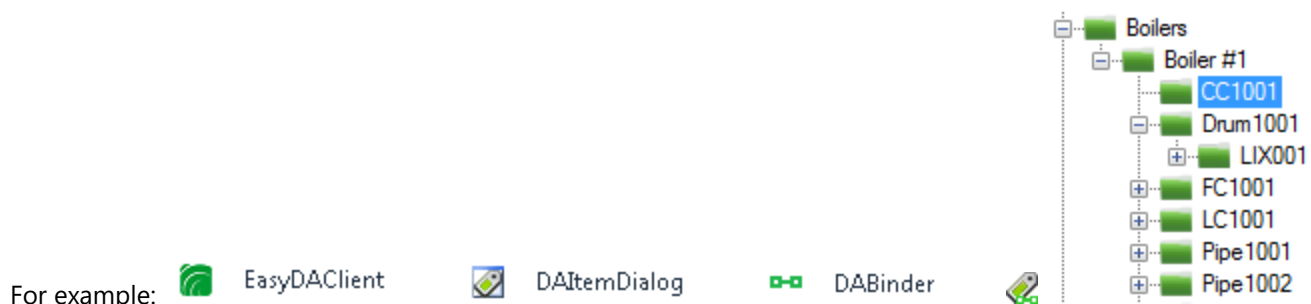 Boilers
Boiler #1
CC1001
Drum1001
LIX001
FC1001
LC1001
Pipe1001
For example: EasyDAClient DAItemDialog DABinder Pipe1002